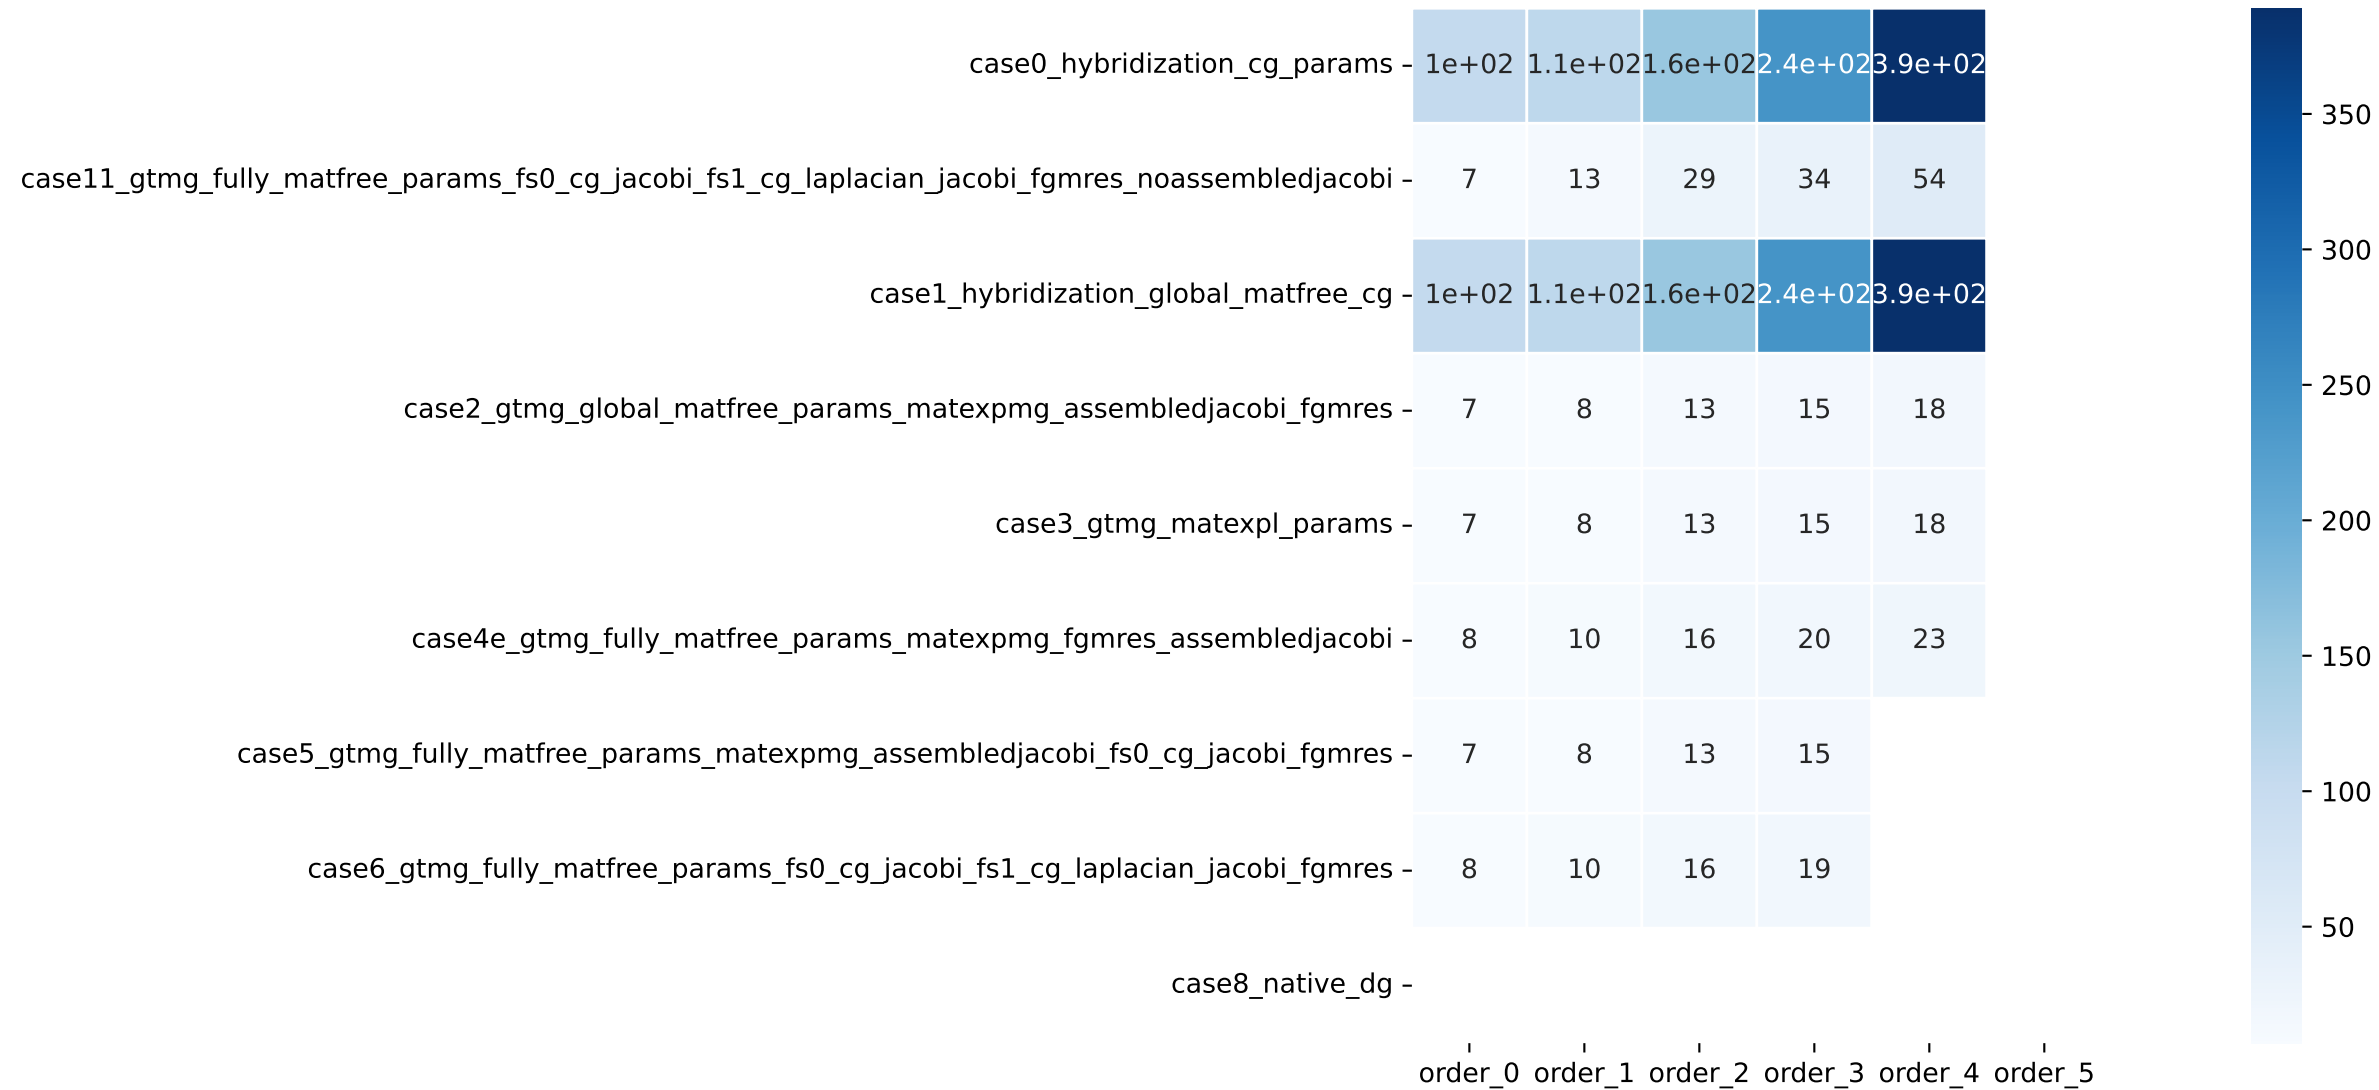 case0_hybridization_cg_params 1e+02 1.1e+02 1.6e+02 2.4e+02 3.9e+02
350
case11_gtmg_fully_matfree_params_fs0_cg_jacobi_fs1_cg_laplacian_jacobi_fgmres_noassembledjacobi 7 13 29 34 54
300
case1_hybridization_global_matfree_cg 1e+02 1.1e+02 1.6e+02 2.4e+02 3.9e+02
250
case2_gtmg_global_matfree_params_matexpmg_assembledjacobi_fgmres 7 8 13 15 18
case3_gtmg_matexpl_params 7 8 13 15 18
200
case4e_gtmg_fully_matfree_params_matexpmg_fgmres_assembledjacobi 8 10 16 20 23
150
case5_gtmg_fully_matfree_params_matexpmg_assembledjacobi_fs0_cg_jacobi_fgmres 7 8 13 15
100
case6_gtmg_fully_matfree_params_fs0_cg_jacobi_fs1_cg_laplacian_jacobi_fgmres 8 10 16 19
50
case8_native_dg
order_0 order_1 order_2 order_3 order_4 order_5